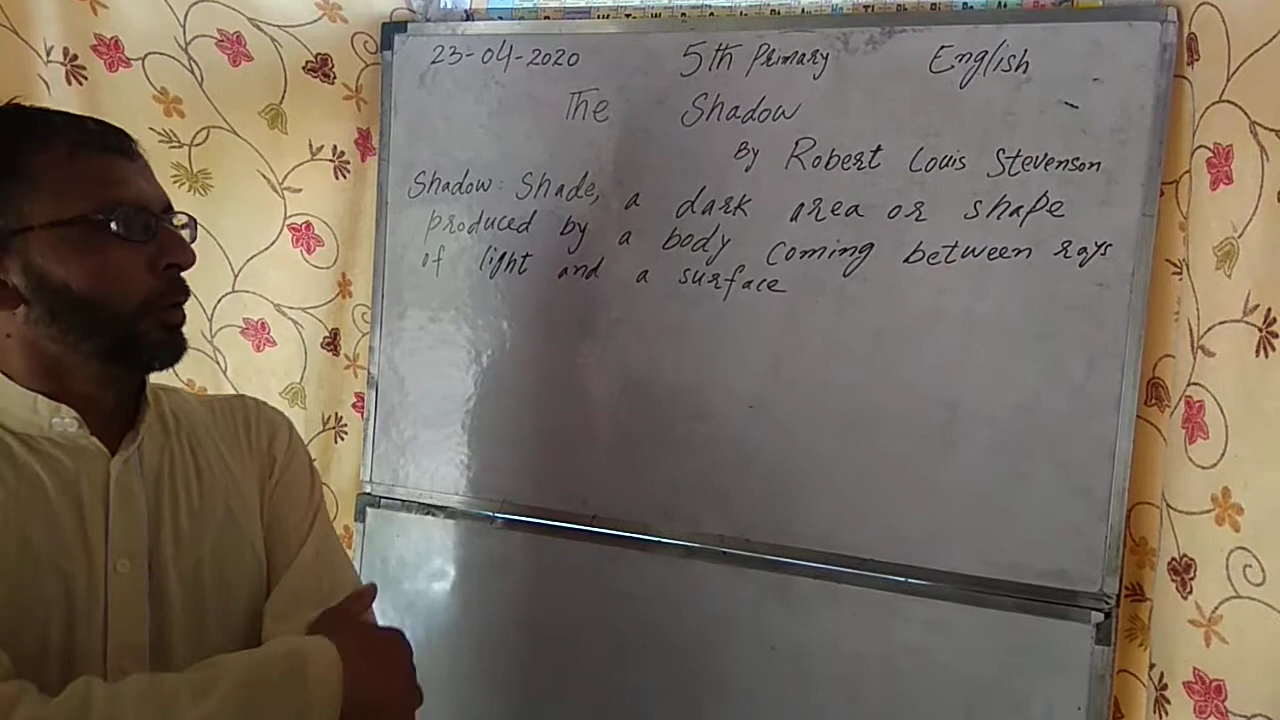 23-04-2020 5th Primary English
The Shadow
By Robert Louis Stevenson
Shadow: Shade, a dark area or shape
produced by a body coming between rays
of light and a surface